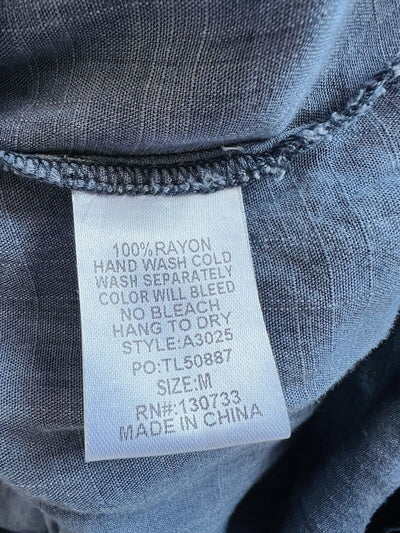 100%RAYON
HAND WASH COLD
WASH SEPARATELY
COLOR WILL BLEED
NO BLEACH
HANG TO DRY
STYLE:A3025
PO:TL50887
SIZE:M
RN#:130733
MADE IN CHINA